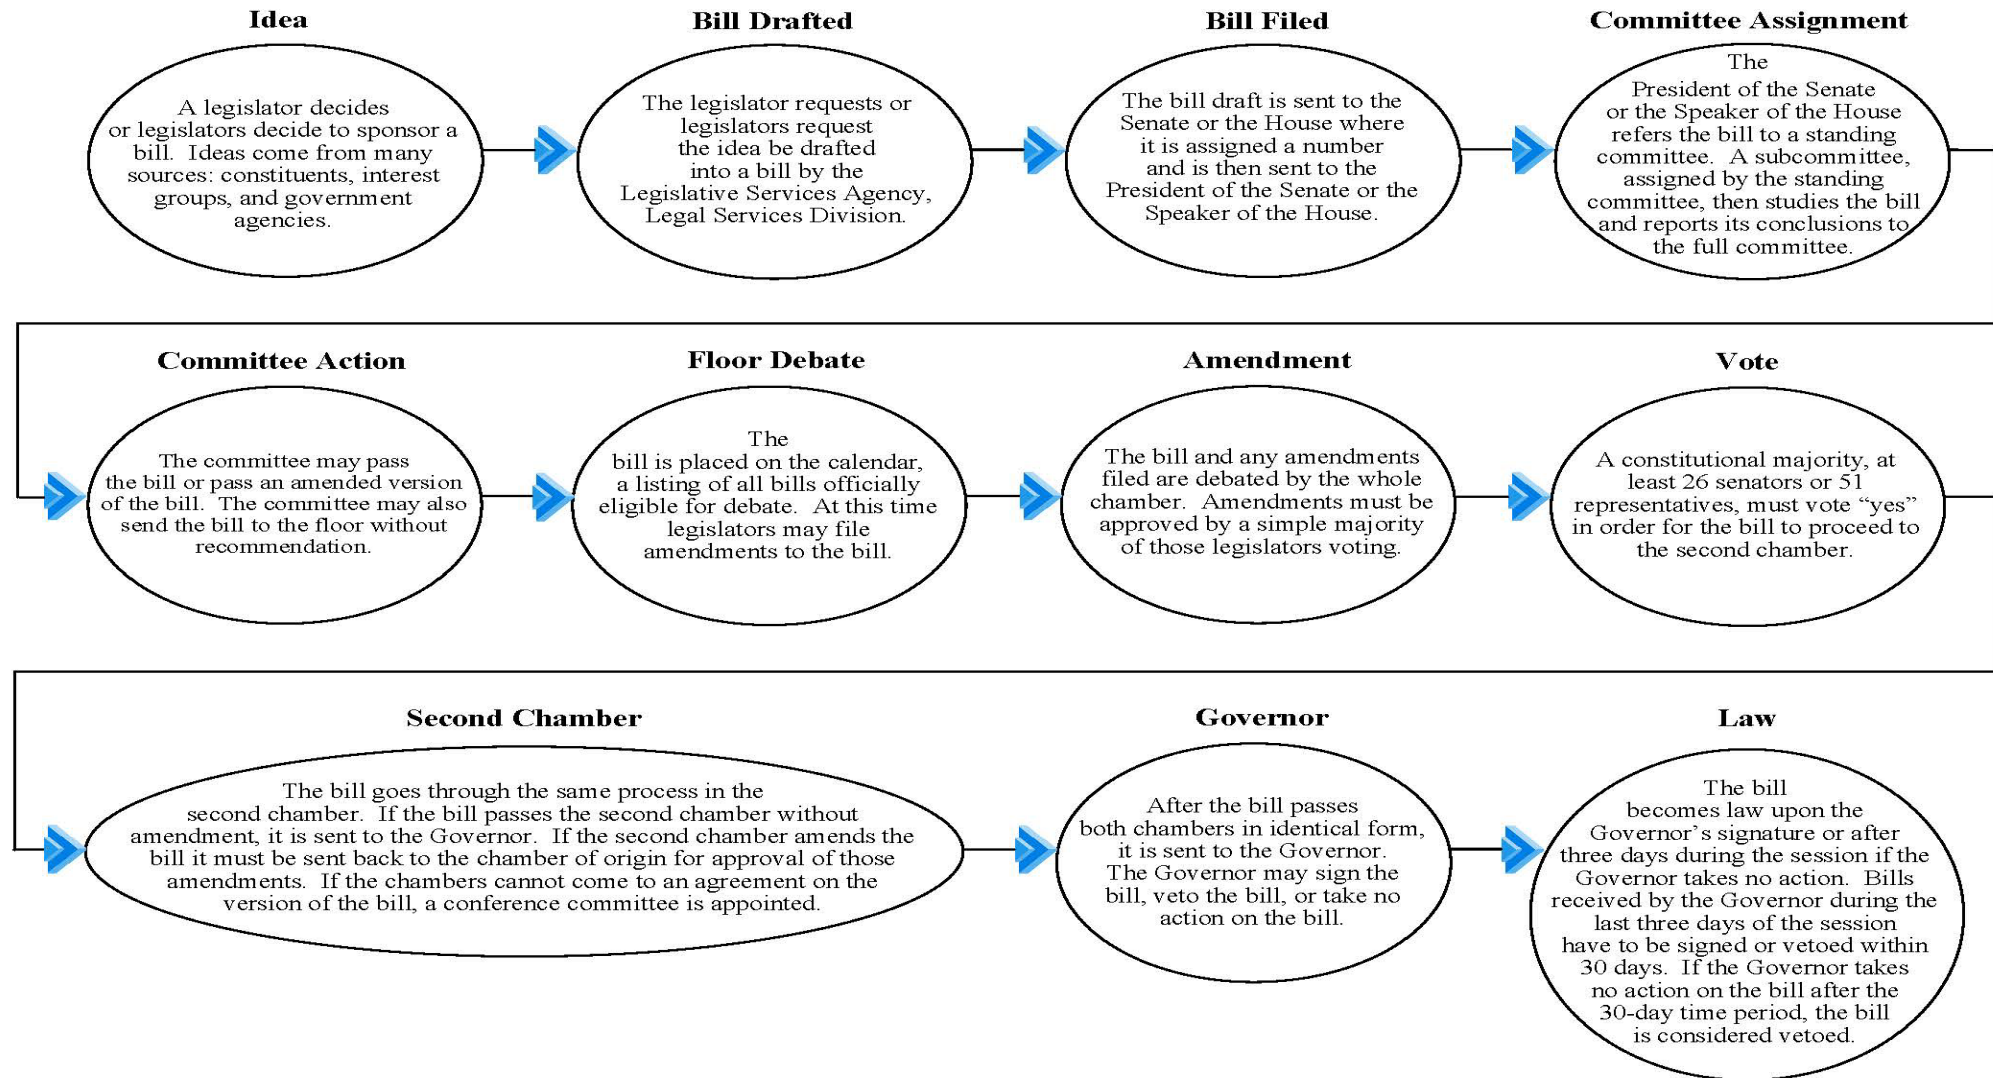 Idea
A legislator decides
or legislators decide to sponsor a
bill.  Ideas come from many
sources: constituents, interest
groups, and government
agencies.
Bill Drafted
The legislator requests or
legislators request
the idea be drafted
into a bill by the
Legislative Services Agency,
Legal Services Division.
Bill Filed
The bill draft is sent to the
Senate or the House where
it is assigned a number
and is then sent to the
President of the Senate or the
Speaker of the House.
Committee Assignment
The
President of the Senate
or the Speaker of the House
refers the bill to a standing
committee.  A subcommittee,
assigned by the standing
committee, then studies the bill
and reports its conclusions to
the full committee.
Committee Action
The committee may pass
the bill or pass an amended version
of the bill.  The committee may also
send the bill to the floor without
recommendation.
Floor Debate
The
bill is placed on the calendar,
a listing of all bills officially
eligible for debate.  At this time
legislators may file
amendments to the bill.
Amendment
The bill and any amendments
filed are debated by the whole
chamber.  Amendments must be
approved by a simple majority
of those legislators voting.
Vote
A constitutional majority, at
least 26 senators or 51
representatives, must vote “yes”
in order for the bill to proceed to
the second chamber.
Second Chamber
The bill goes through the same process in the
second chamber.  If the bill passes the second chamber without
amendment, it is sent to the Governor.  If the second chamber amends the
bill it must be sent back to the chamber of origin for approval of those
amendments.  If the chambers cannot come to an agreement on the
version of the bill, a conference committee is appointed.
Governor
After the bill passes
both chambers in identical form,
it is sent to the Governor.
The Governor may sign the
bill, veto the bill, or take no
action on the bill.
Law
The bill
becomes law upon the
Governor’s signature or after
three days during the session if the
Governor takes no action.  Bills
received by the Governor during the
last three days of the session
have to be signed or vetoed within
30 days.  If the Governor takes
no action on the bill after the
30-day time period, the bill
is considered vetoed.